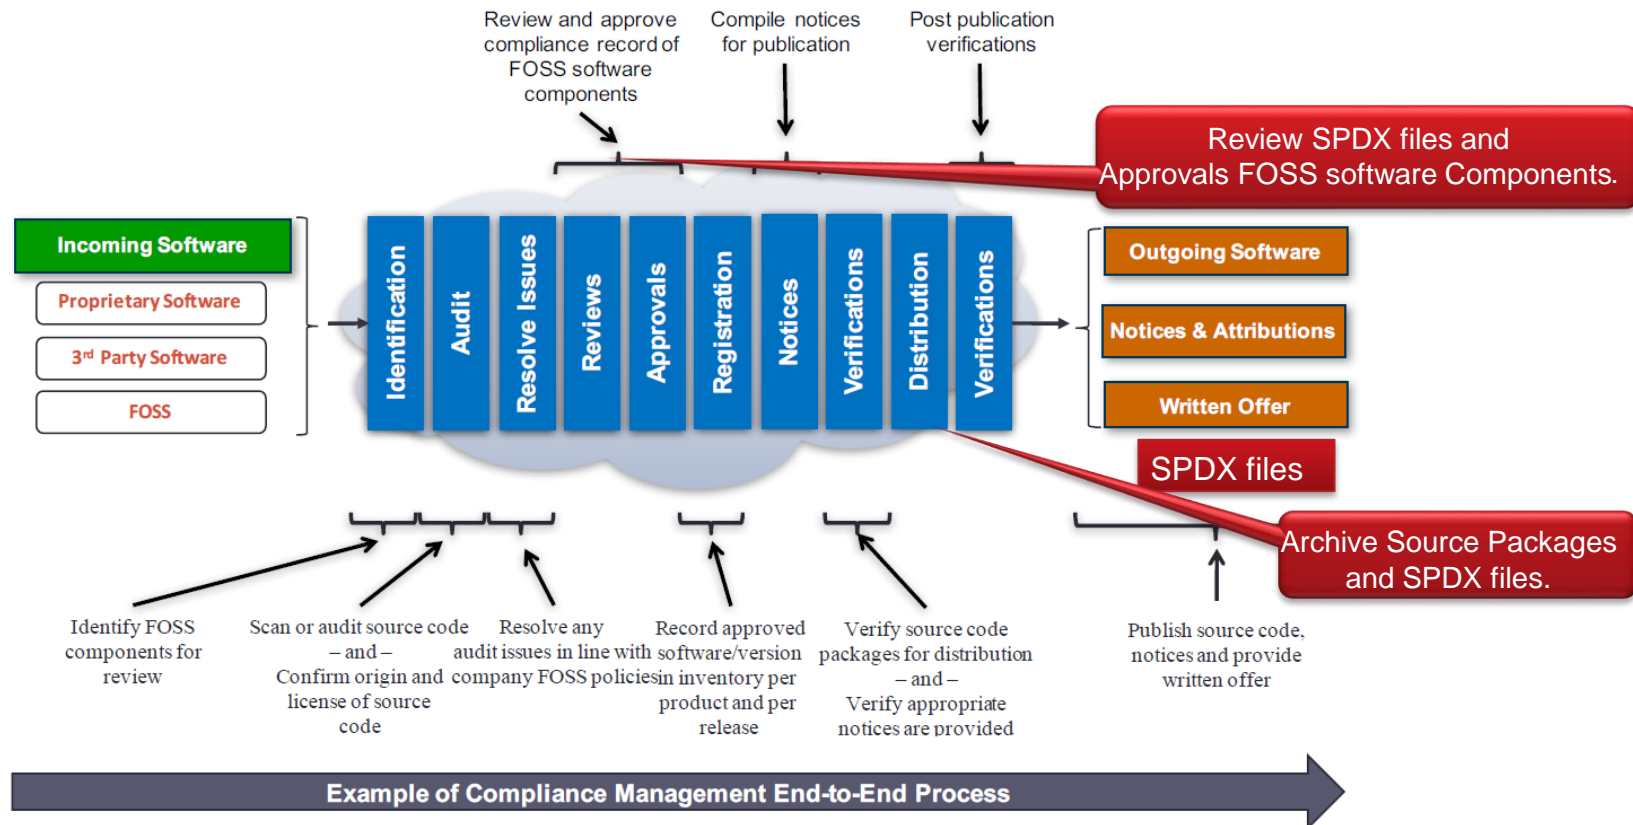 Review and approve
compliance record of
FOSS software
components
Compile notices
for publication
Post publication
verifications
Review SPDX files and
Approvals FOSS software Components.
Incoming Software
Proprietary Software
3rd Party Software
FOSS
Identification
Audit
Resolve Issues
Reviews
Approvals
Registration
Notices
Verifications
Distribution
Verifications
Outgoing Software
Notices & Attributions
Written Offer
SPDX files
Archive Source Packages
and SPDX files.
Identify FOSS
components for
review
Scan or audit source code
– and –
Confirm origin and
license of source
code
Resolve any
audit issues in line with
company FOSS policies
Record approved
software/version
in inventory per
product and per
release
Verify source code
packages for distribution
– and –
Verify appropriate
notices are provided
Publish source code,
notices and provide
written offer
Example of Compliance Management End-to-End Process